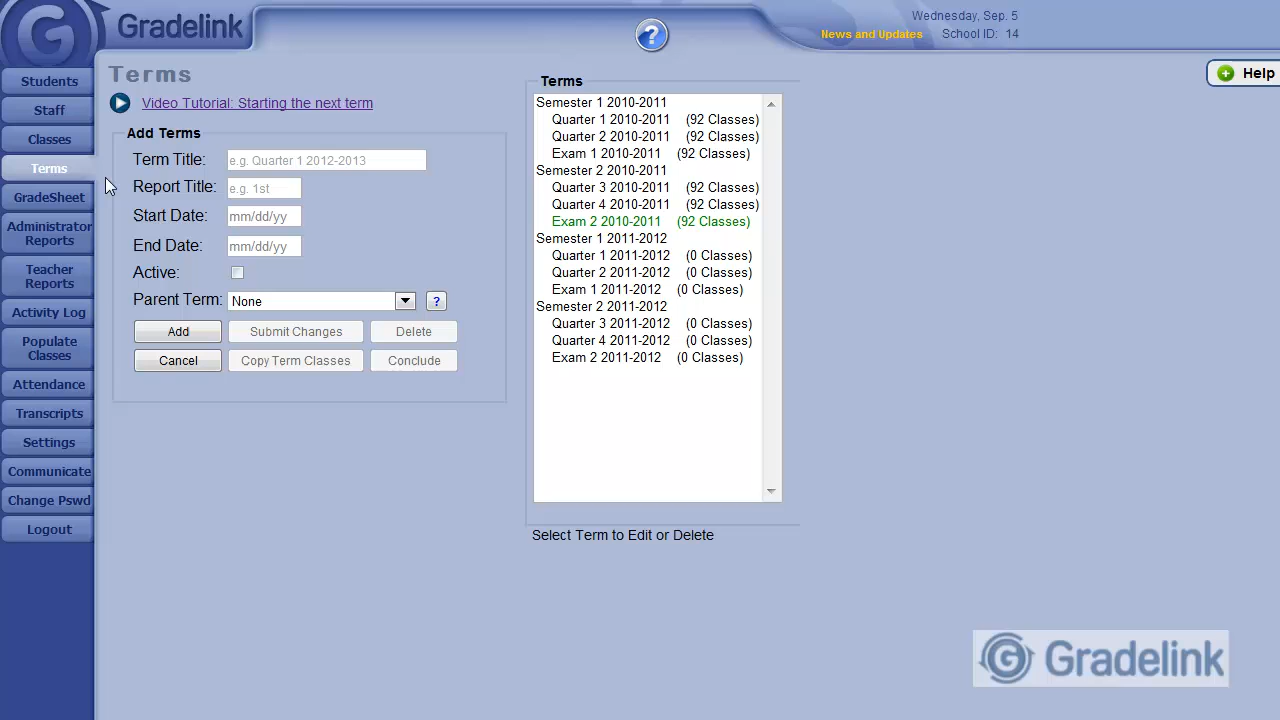 Gradelink
Wednesday, Sep. 5
News and Updates School ID: 14
?
Help
Students
Staff
Classes
Terms
GradeSheet
Administrator
Reports
Teacher
Reports
Activity Log
Populate
Classes
Attendance
Transcripts
Settings
Communicate
Change Pswd
Logout
Terms
Video Tutorial: Starting the next term
Add Terms
Term Title: e.g. Quarter 1 2012-2013
Report Title: e.g. 1st
Start Date: mm/dd/yy
End Date: mm/dd/yy
Active:
Parent Term: None ?
Add Submit Changes Delete
Cancel Copy Term Classes Conclude
Terms
Semester 1 2010-2011
Quarter 1 2010-2011 (92 Classes)
Quarter 2 2010-2011 (92 Classes)
Exam 1 2010-2011 (92 Classes)
Semester 2 2010-2011
Quarter 3 2010-2011 (92 Classes)
Quarter 4 2010-2011 (92 Classes)
Exam 2 2010-2011 (92 Classes)
Semester 1 2011-2012
Quarter 1 2011-2012 (0 Classes)
Quarter 2 2011-2012 (0 Classes)
Exam 1 2011-2012 (0 Classes)
Semester 2 2011-2012
Quarter 3 2011-2012 (0 Classes)
Quarter 4 2011-2012 (0 Classes)
Exam 2 2011-2012 (0 Classes)
Select Term to Edit or Delete
Gradelink